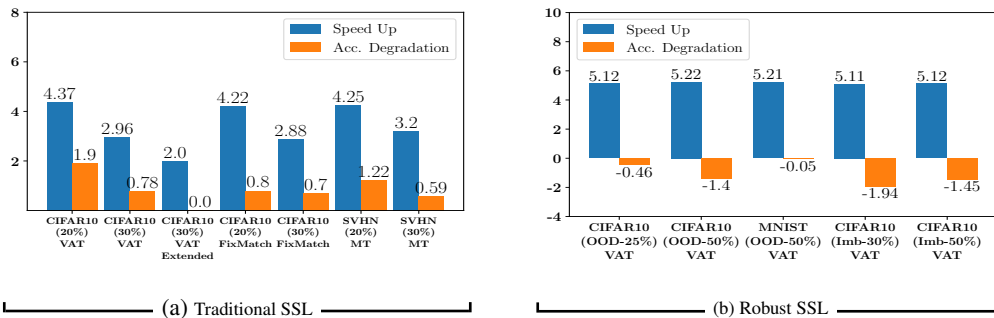 8
6
4
2
Speed Up
Acc. Degradation
4.37
1.9
2.96
0.78
2.0
0.0
4.22
0.8
2.88
0.7
4.25
1.22
3.2
0.59
CIFAR10
(20%)
VAT
CIFAR10
(30%)
VAT
CIFAR10
(30%)
VAT
Extended
CIFAR10
(20%)
FixMatch
CIFAR10
(30%)
FixMatch
SVHN
(20%)
MT
SVHN
(30%)
MT
(a) Traditional SSL
10
8
6
4
2
0
-2
-4
Speed Up
Acc. Degradation
5.12
-0.46
5.22
-1.4
5.21
-0.05
5.11
-1.94
5.12
-1.45
CIFAR10
(OOD-25%)
VAT
CIFAR10
(OOD-50%)
VAT
MNIST
(OOD-50%)
VAT
CIFAR10
(Imb-30%)
VAT
CIFAR10
(Imb-50%)
VAT
(b) Robust SSL